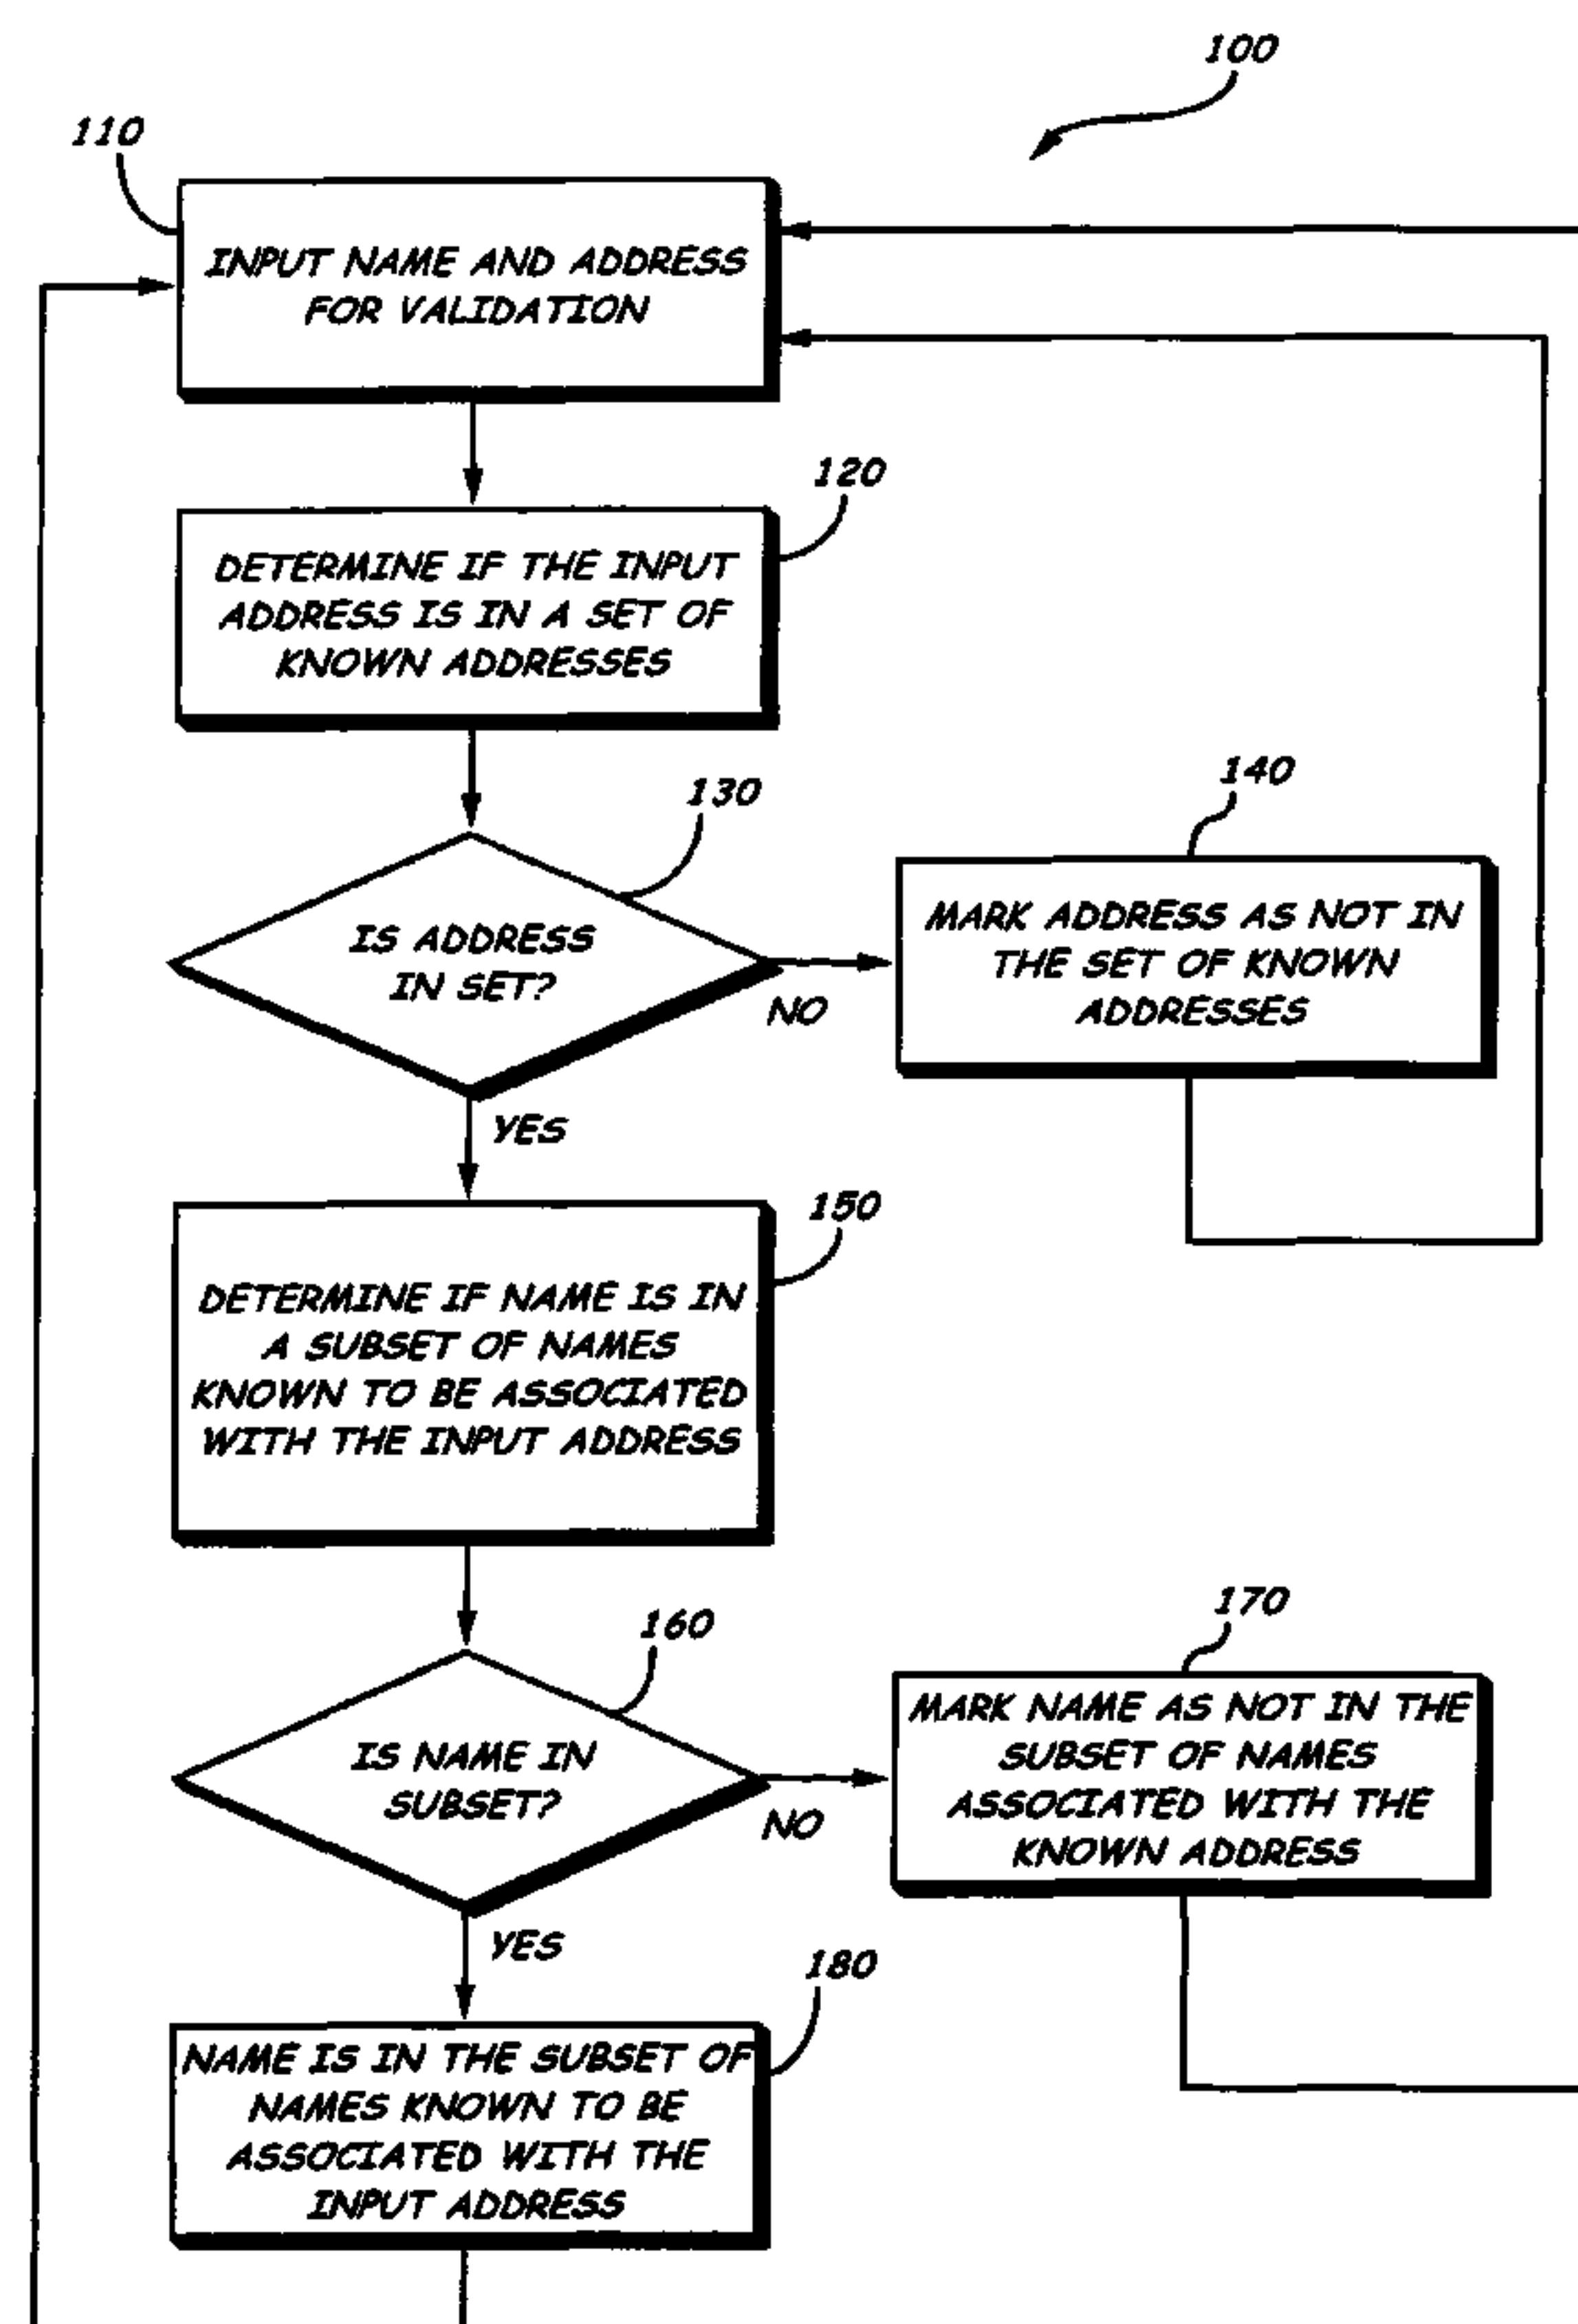 100
110
INPUT NAME AND ADDRESS
FOR VALIDATION
120
DETERMINE IF THE INPUT
ADDRESS IS IN A SET OF
KNOWN ADDRESSES
130
IS ADDRESS
IN SET?
NO
YES
140
MARK ADDRESS AS NOT IN
THE SET OF KNOWN
ADDRESSES
150
DETERMINE IF NAME IS IN
A SUBSET OF NAMES
KNOWN TO BE ASSOCIATED
WITH THE INPUT ADDRESS
160
IS NAME IN
SUBSET?
NO
YES
170
MARK NAME AS NOT IN THE
SUBSET OF NAMES
ASSOCIATED WITH THE
KNOWN ADDRESS
180
NAME IS IN THE SUBSET OF
NAMES KNOWN TO BE
ASSOCIATED WITH THE
INPUT ADDRESS